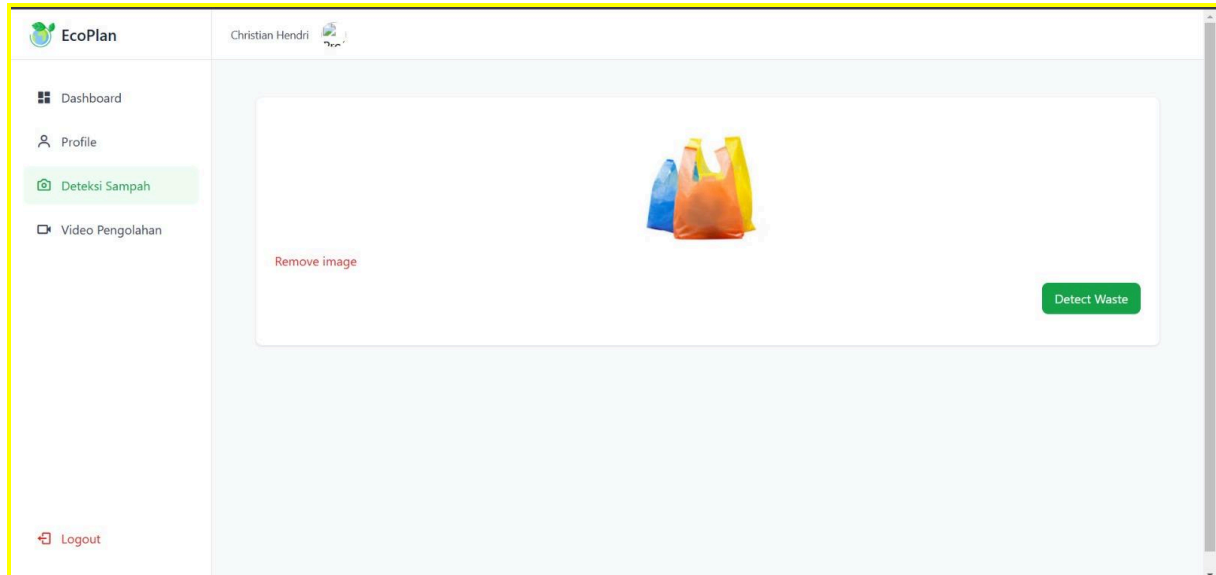 EcoPlan
Christian Hendri
Dashboard
Profile
Deteksi Sampah
Video Pengolahan
Remove image
Detect Waste
Logout